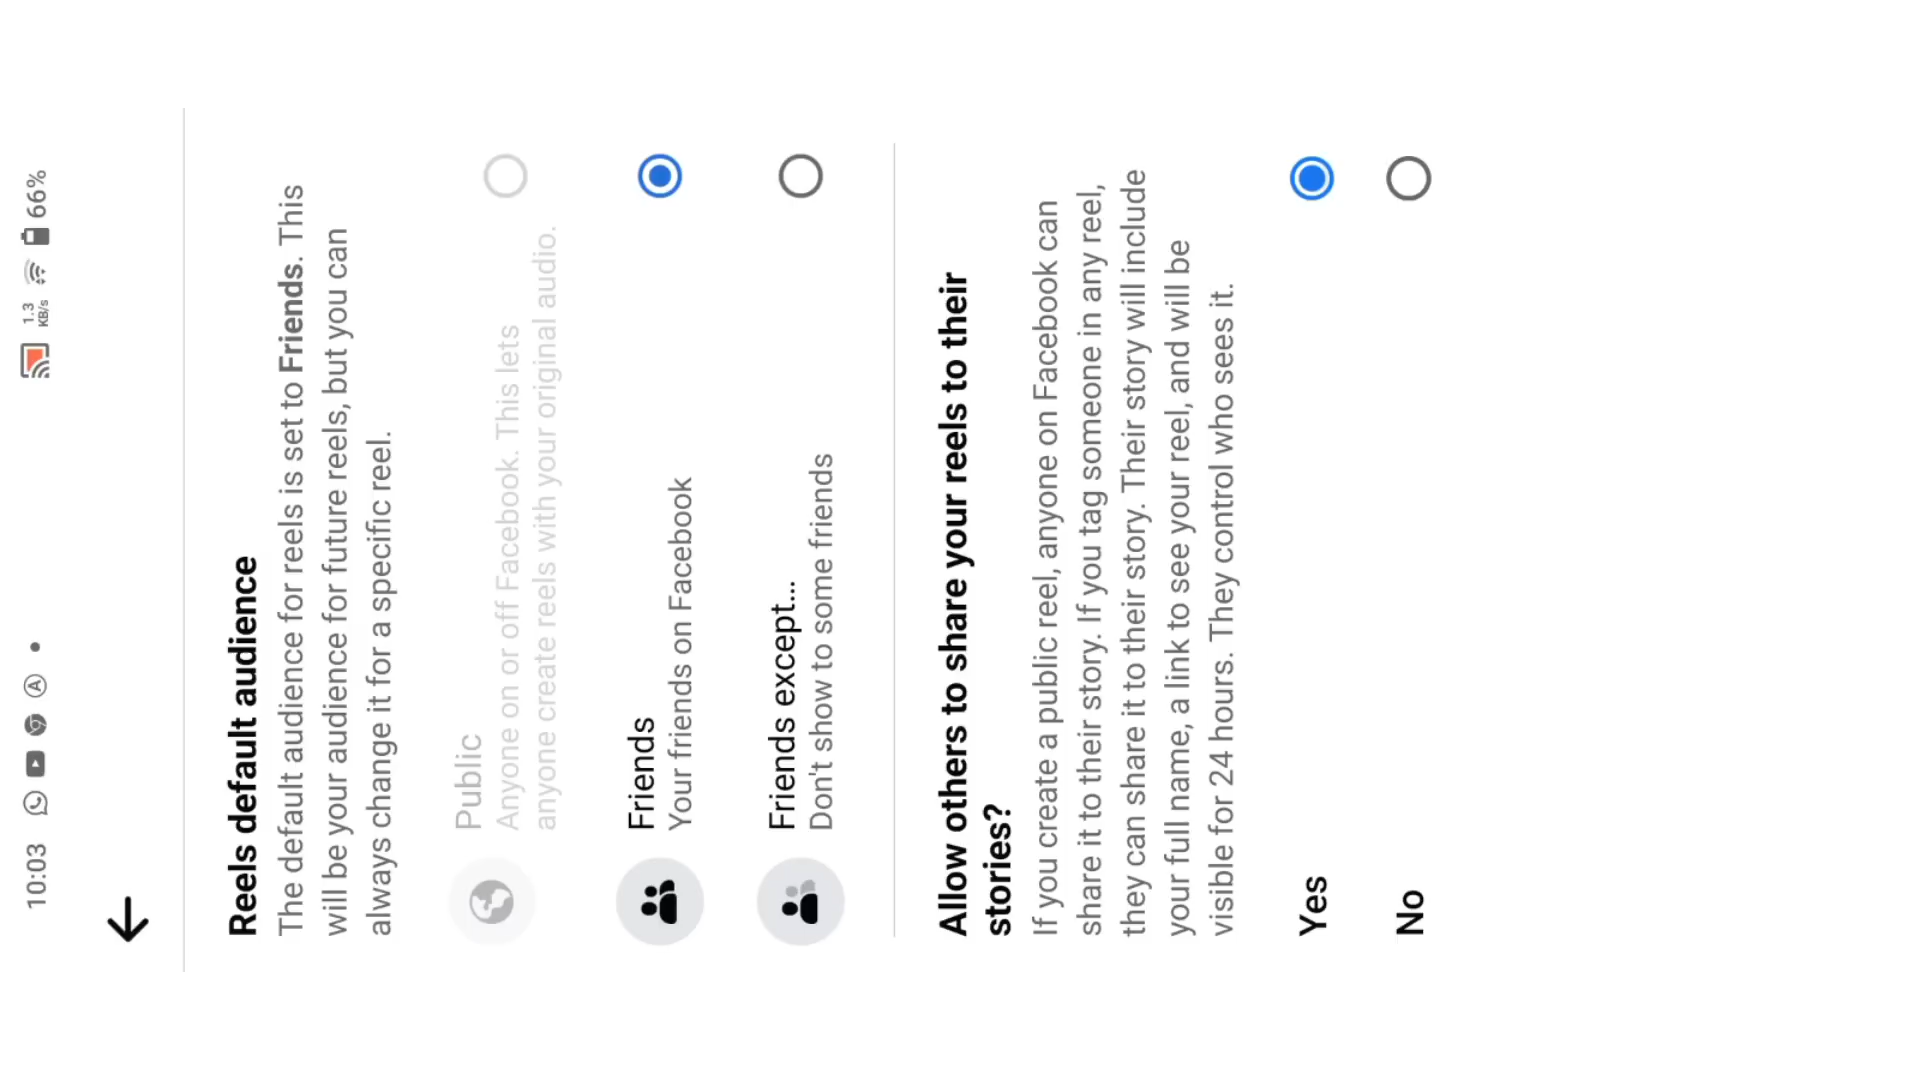 10:03
1.3
KB/s
66%
Reels default audience
The default audience for reels is set to Friends. This
will be your audience for future reels, but you can
always change it for a specific reel.
Public
Anyone on or off Facebook. This lets
anyone create reels with your original audio.
Friends
Your friends on Facebook
Friends except...
Don't show to some friends
Allow others to share your reels to their
stories?
If you create a public reel, anyone on Facebook can
share it to their story. If you tag someone in any reel,
they can share it to their story. Their story will include
your full name, a link to see your reel, and will be
visible for 24 hours. They control who sees it.
Yes
No